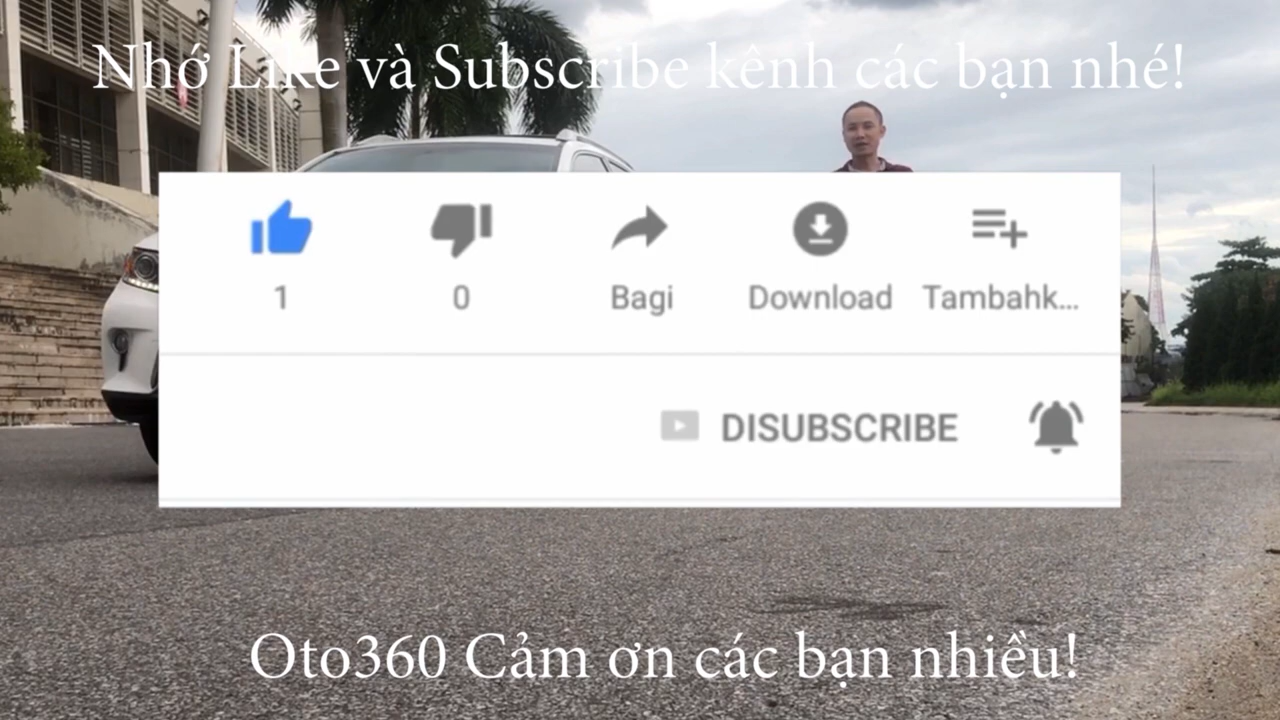 Nhớ Like và Subscribe kênh các bạn nhé!
1 0 Bagi Download Tambahk...
DISUBSCRIBE
Oto360 Cảm ơn các bạn nhiều!